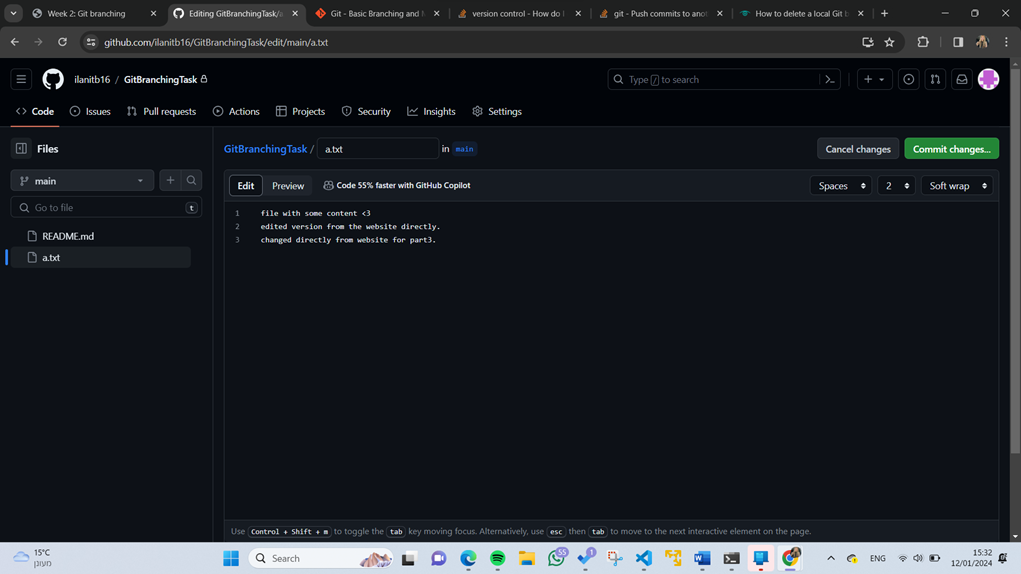 Week 2: Git branching
Editing GitBranchingTask/a
Git - Basic Branching and M
version control - How do I
git - Push commits to anot
How to delete a local Git b
github.com/ilanitb16/GitBranchingTask/edit/main/a.txt
ilanitb16 / GitBranchingTask
Type / to search
Code Issues Pull requests Actions Projects Security Insights Settings
Files
GitBranchingTask / a.txt in main
Cancel changes Commit changes...
main
Edit Preview Code 55% faster with GitHub Copilot
Spaces 2 Soft wrap
Go to file t
README.md
a.txt
1 file with some content <3
2 edited version from the website directly.
3 changed directly from website for part3.
Use Control + Shift + m to toggle the tab key moving focus. Alternatively, use esc then tab to move to the next interactive element on the page.
15°C
מעונן
Search
55
1
ENG
15:32
12/01/2024